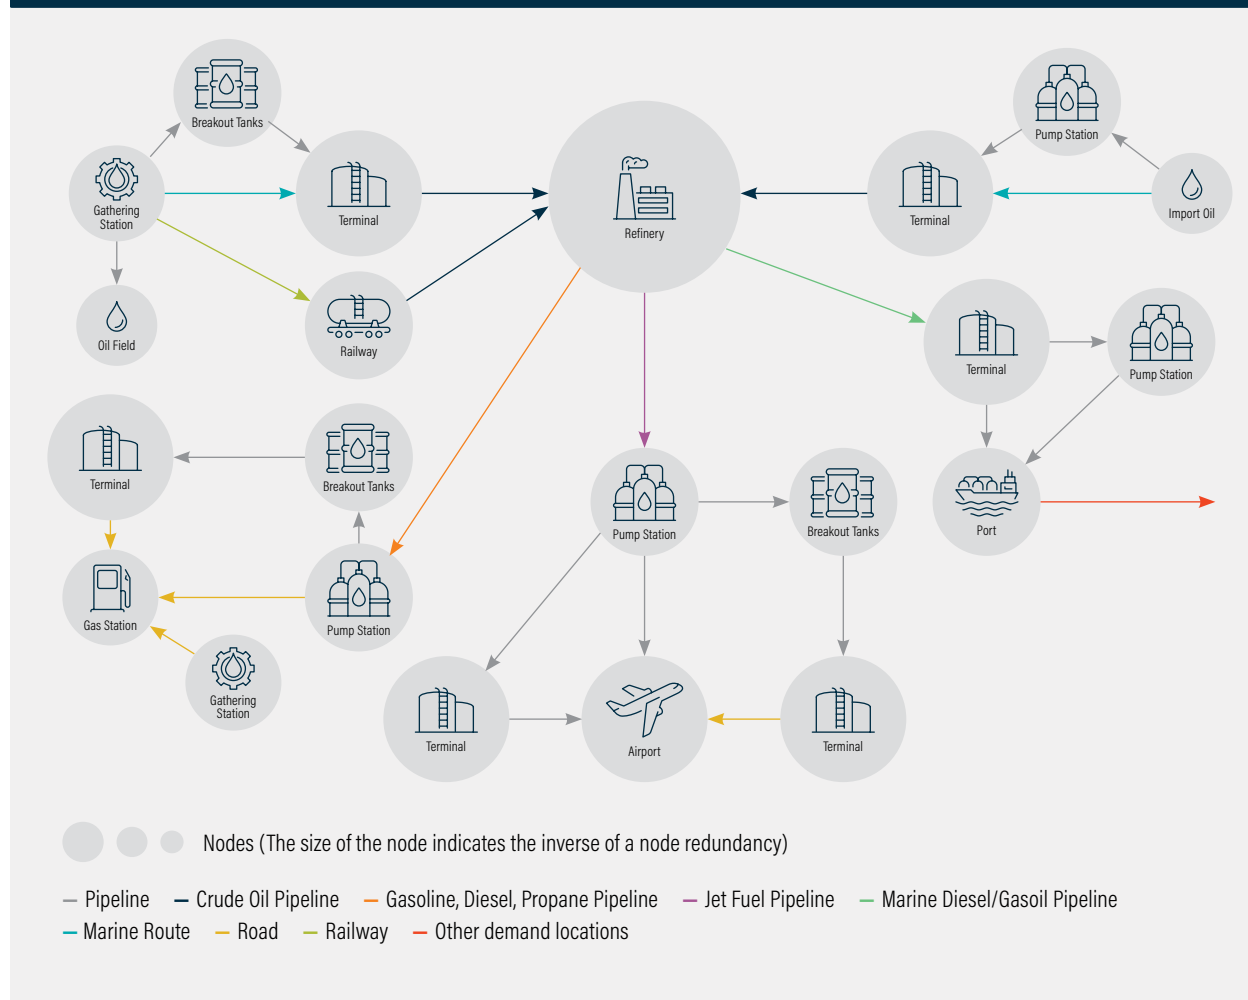 Breakout Tanks
Pump Station
Gathering
Station
Terminal
Refinery
Terminal
Import Oil
Oil Field
Railway
Terminal
Pump Station
Terminal
Breakout Tanks
Pump Station
Breakout Tanks
Port
Gas Station
Pump Station
Gathering
Station
Terminal
Airport
Terminal
Nodes (The size of the node indicates the inverse of a node redundancy)
Pipeline
Crude Oil Pipeline
Gasoline, Diesel, Propane Pipeline
Jet Fuel Pipeline
Marine Diesel/Gasoil Pipeline
Marine Route
Road
Railway
Other demand locations